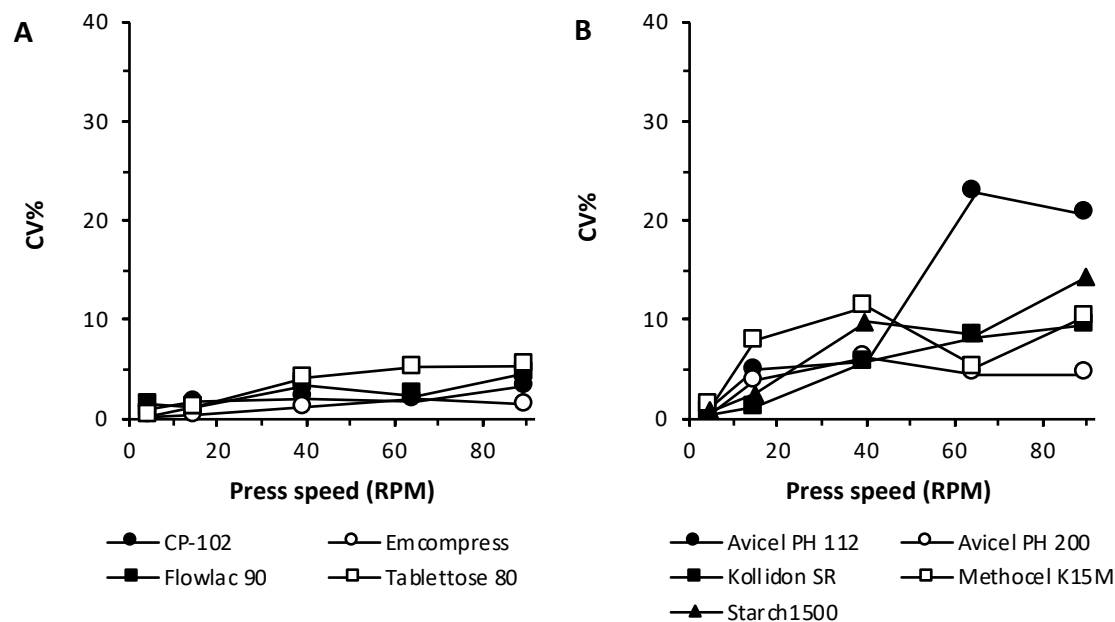 A
40
30
20
10
0
CV%
0 20 40 60 80
Press speed (RPM)
CP-102 Emcompress
Flowlac 90 Tablettose 80
B
40
30
20
10
0
CV%
0 20 40 60 80
Press speed (RPM)
Avicel PH 112 Avicel PH 200
Kollidon SR Methocel K15M
Starch1500